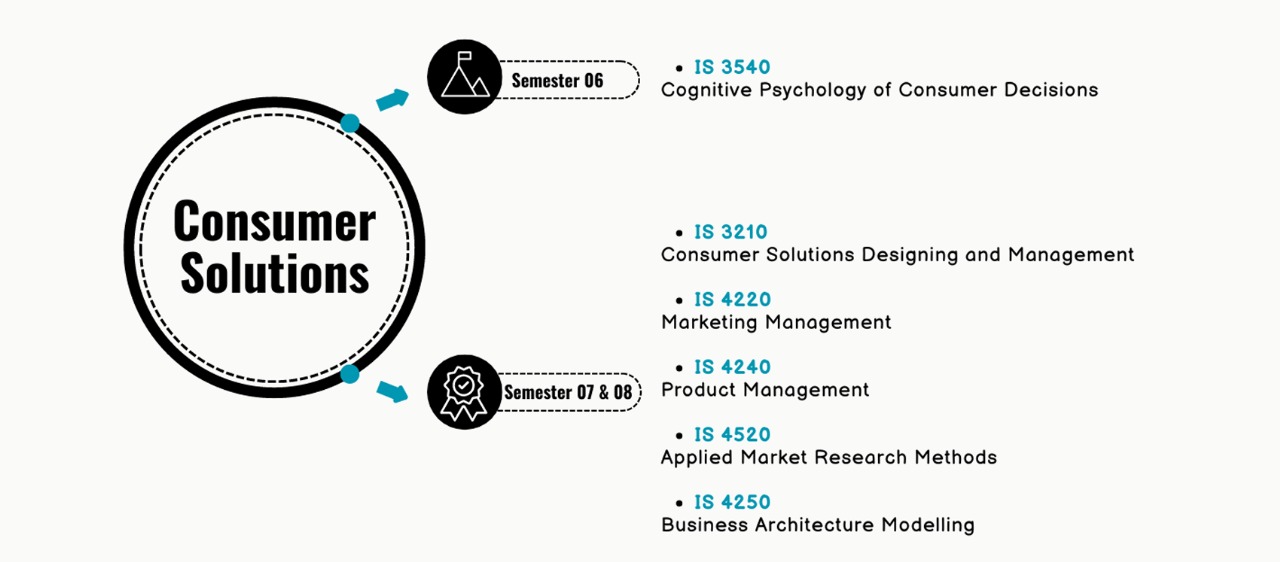 Consumer
Solutions
Semester 06
• IS 3540
Cognitive Psychology of Consumer Decisions
Semester 07 & 08
• IS 3210
Consumer Solutions Designing and Management
• IS 4220
Marketing Management
• IS 4240
Product Management
• IS 4520
Applied Market Research Methods
• IS 4250
Business Architecture Modelling